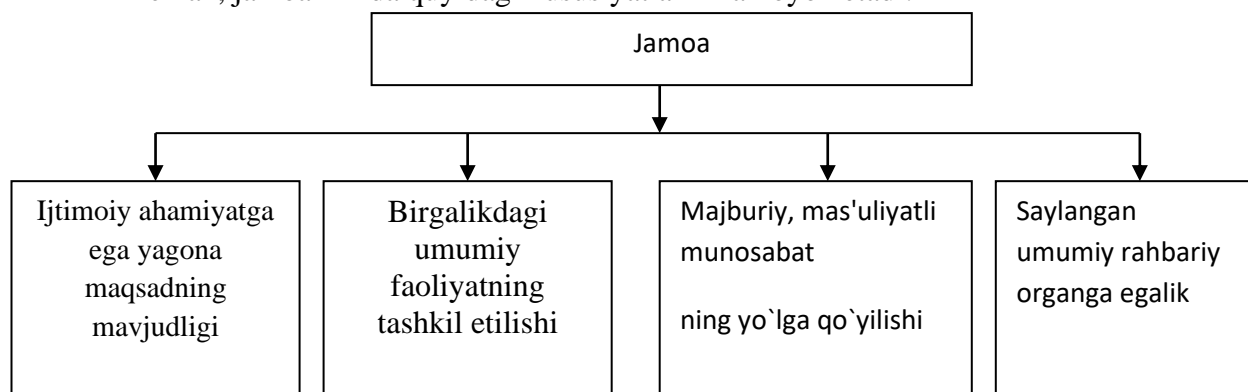 Jamoa
Ijtimoiy ahamiyatga
ega yagona
maqsadning
mavjudligi
Birgalikdagi
umumiy
faoliyatning
tashkil etilishi
Majburiy, mas'uliyatli
munosabat
ning yo`lga qo`yilishi
Saylangan
umumiy rahbariy
organga egalik